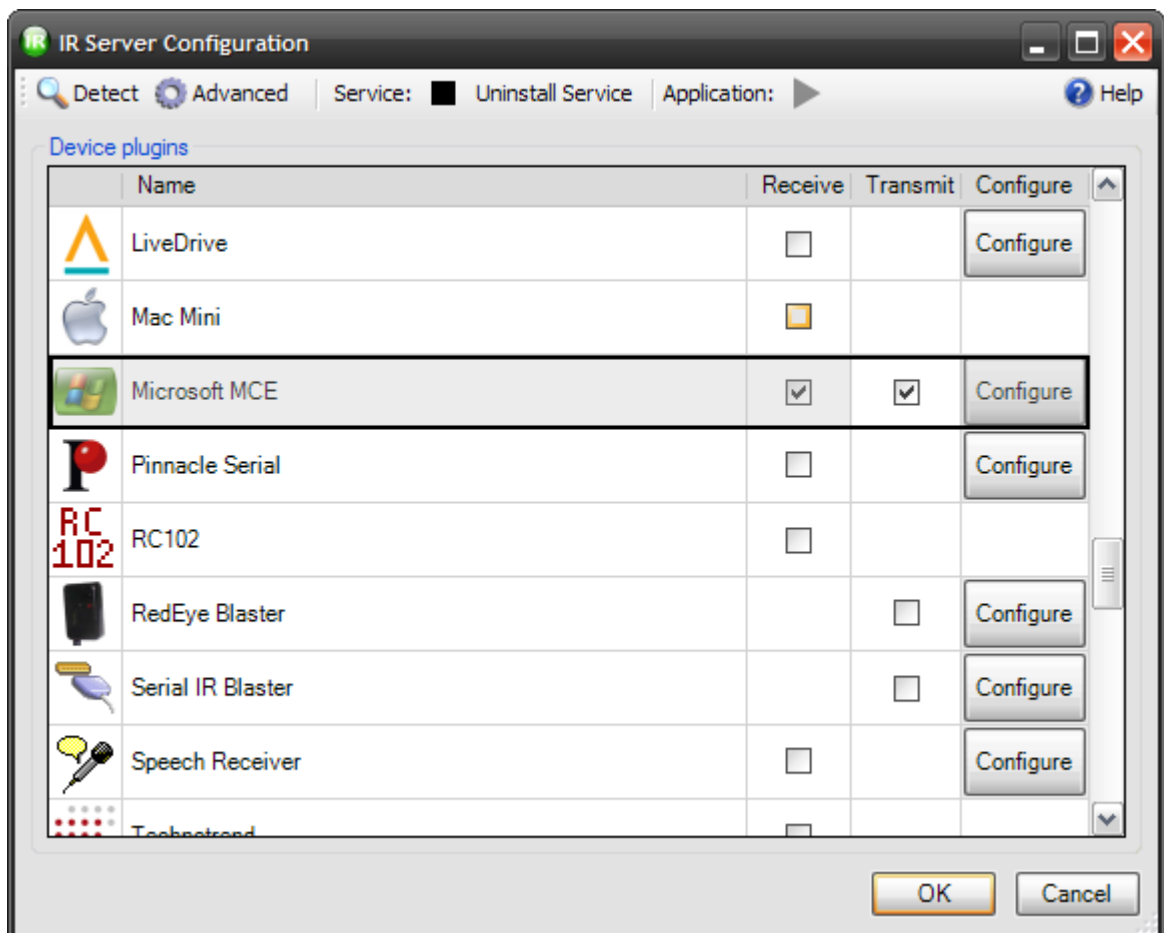 IR IR Server Configuration
Detect Advanced Service: Uninstall Service Application: Help
Device plugins
Name Receive Transmit Configure
LiveDrive Configure
Mac Mini
Microsoft MCE Configure
P Pinnacle Serial Configure
RC
102 RC102
RedEye Blaster Configure
Serial IR Blaster Configure
Speech Receiver Configure
Technotrend
OK Cancel